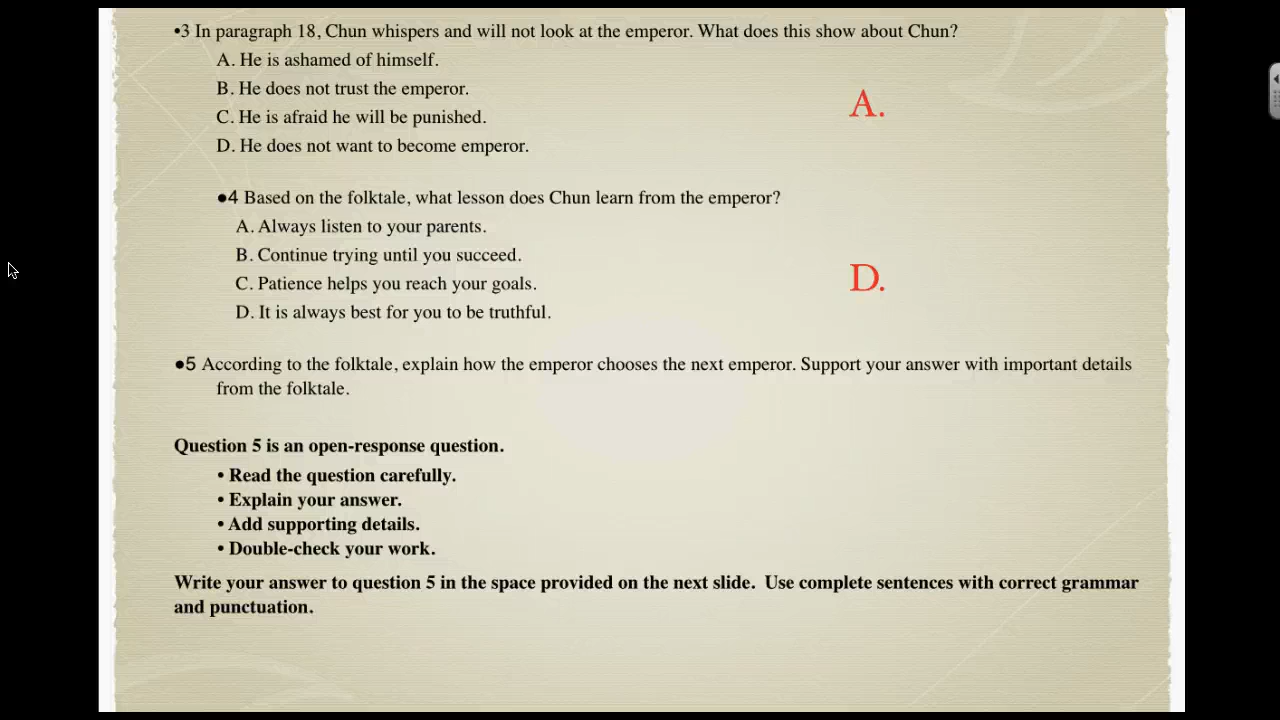 •3 In paragraph 18, Chun whispers and will not look at the emperor. What does this show about Chun?
A. He is ashamed of himself.
B. He does not trust the emperor.
C. He is afraid he will be punished.
D. He does not want to become emperor.
A.
●4 Based on the folktale, what lesson does Chun learn from the emperor?
A. Always listen to your parents.
B. Continue trying until you succeed.
C. Patience helps you reach your goals.
D. It is always best for you to be truthful.
D.
●5 According to the folktale, explain how the emperor chooses the next emperor. Support your answer with important details
from the folktale.
Question 5 is an open-response question.
• Read the question carefully.
• Explain your answer.
• Add supporting details.
• Double-check your work.
Write your answer to question 5 in the space provided on the next slide.  Use complete sentences with correct grammar
and punctuation.